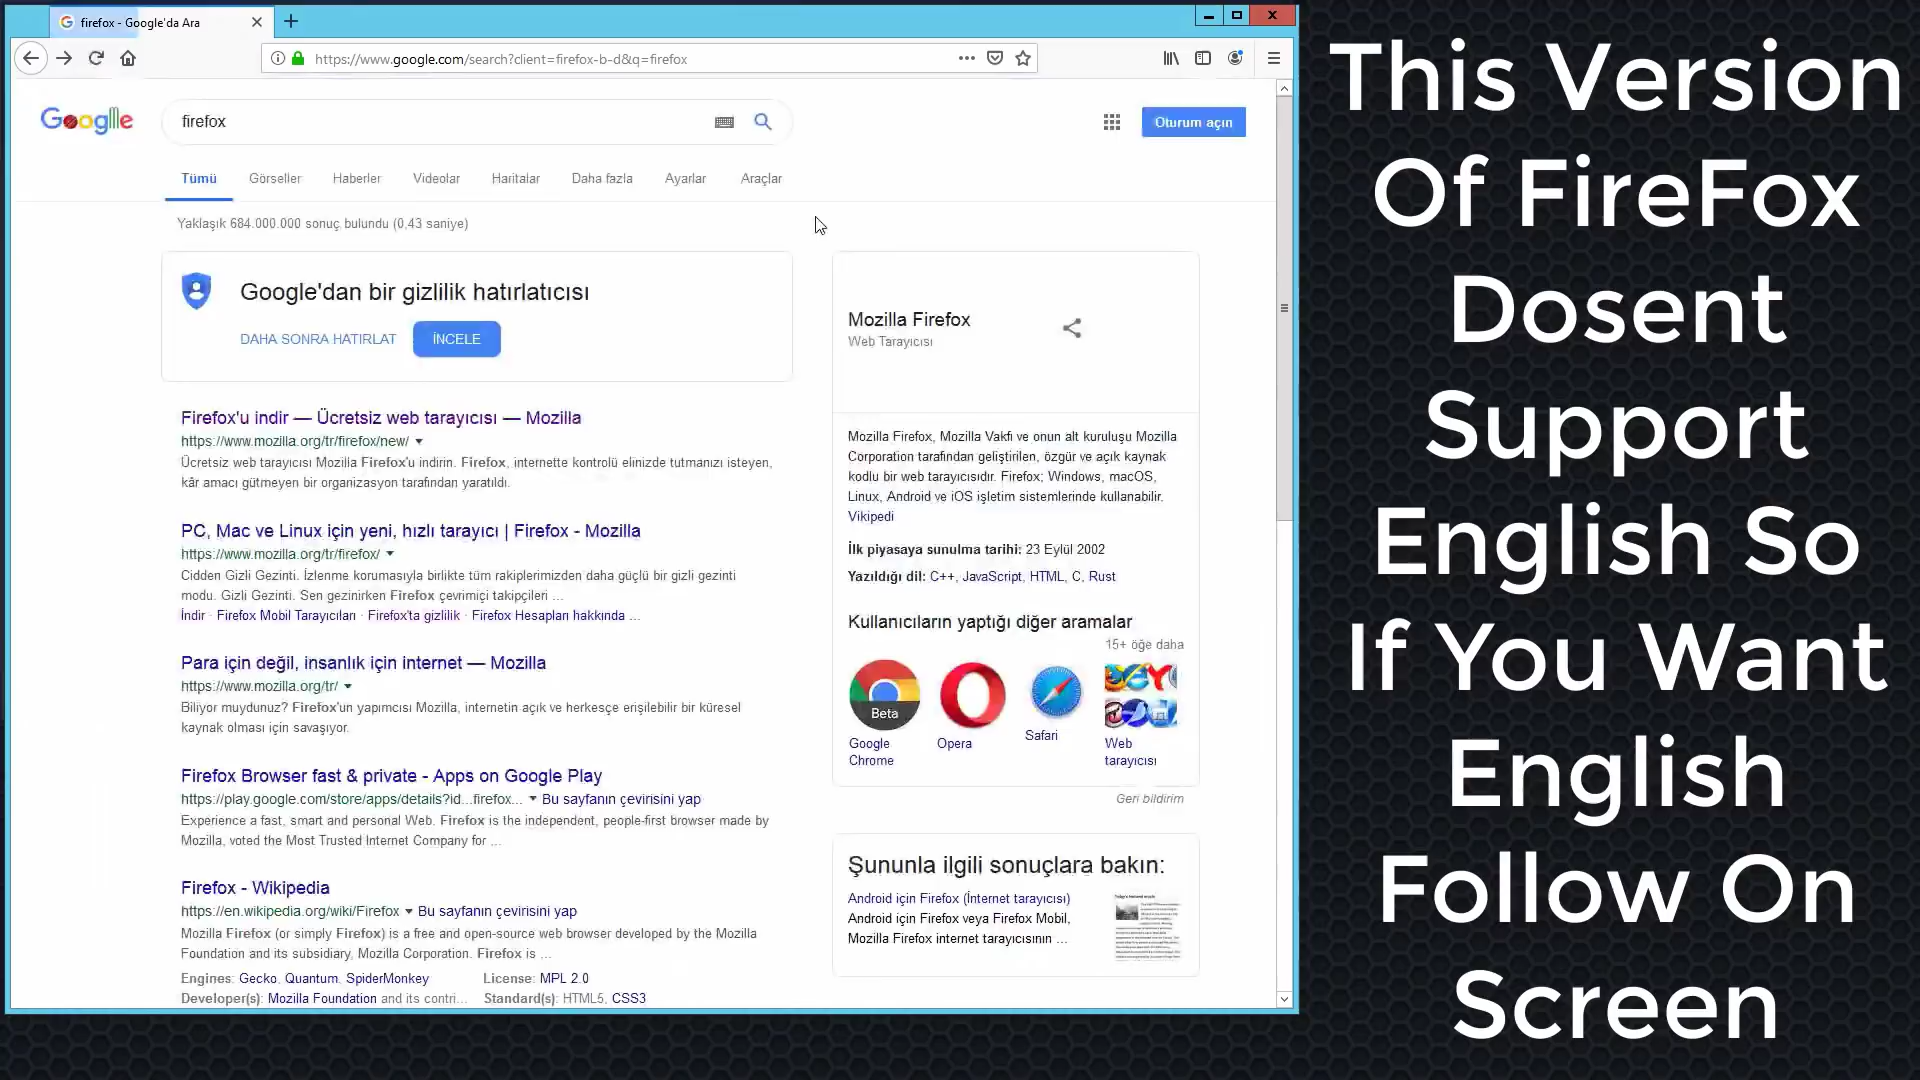 firefox - Google'da Ara
https://www.google.com/search?client=firefox-b-d&q=firefox
firefox
Oturum açın
Tümü Görseller Haberler Videolar Haritalar Daha fazla Ayarlar Araçlar
Yaklaşık 684.000.000 sonuç bulundu (0,43 saniye)
Google'dan bir gizlilik hatırlatıcısı
DAHA SONRA HATIRLAT İNCELE
Firefox'u indir — Ücretsiz web tarayıcısı — Mozilla
https://www.mozilla.org/tr/firefox/new/
Ücretsiz web tarayıcısı Mozilla Firefox'u indirin. Firefox, internette kontrolü elinizde tutmanızı isteyen,
kâr amacı gütmeyen bir organizasyon tarafından yaratıldı.
PC, Mac ve Linux için yeni, hızlı tarayıcı | Firefox - Mozilla
https://www.mozilla.org/tr/firefox/
Cidden Gizli Gezinti. İzlenme korumasıyla birlikte tüm rakiplerimizden daha güçlü bir gizli gezinti
modu. Gizli Gezinti. Sen gezinirken Firefox çevrimiçi takipçileri ...
İndir · Firefox Mobil Tarayıcıları · Firefox'ta gizlilik · Firefox Hesapları hakkında ...
Para için değil, insanlık için internet — Mozilla
https://www.mozilla.org/tr/
Biliyor muydunuz? Firefox'un yapımcısı Mozilla, internetin açık ve herkesçe erişilebilir bir küresel
kaynak olması için savaşıyor.
Firefox Browser fast & private - Apps on Google Play
https://play.google.com/store/apps/details?id...firefox... Bu sayfanın çevirisini yap
Experience a fast, smart and personal Web. Firefox is the independent, people-first browser made by
Mozilla, voted the Most Trusted Internet Company for ...
Firefox - Wikipedia
https://en.wikipedia.org/wiki/Firefox Bu sayfanın çevirisini yap
Mozilla Firefox (or simply Firefox) is a free and open-source web browser developed by the Mozilla
Foundation and its subsidiary, Mozilla Corporation. Firefox is ...
Engines: Gecko, Quantum, SpiderMonkey License: MPL 2.0
Developer(s): Mozilla Foundation and its contri... Standard(s): HTML5, CSS3
Mozilla Firefox
Web Tarayıcısı
Mozilla Firefox, Mozilla Vakfı ve onun alt kuruluşu Mozilla
Corporation tarafından geliştirilen, özgür ve açık kaynak
kodlu bir web tarayıcısıdır. Firefox; Windows, macOS,
Linux, Android ve iOS işletim sistemlerinde kullanabilir.
Vikipedi
İlk piyasaya sunulma tarihi: 23 Eylül 2002
Yazıldığı dil: C++, JavaScript, HTML, C, Rust
Kullanıcıların yaptığı diğer aramalar
15+ öğe daha
Beta
Google
Chrome
Opera
Safari
Web
tarayıcısı
Geri bildirim
Şununla ilgili sonuçlara bakın:
Android için Firefox (İnternet tarayıcısı)
Android için Firefox veya Firefox Mobil,
Mozilla Firefox internet tarayıcısının ...
This Version
Of FireFox
Dosent
Support
English So
If You Want
English
Follow On
Screen